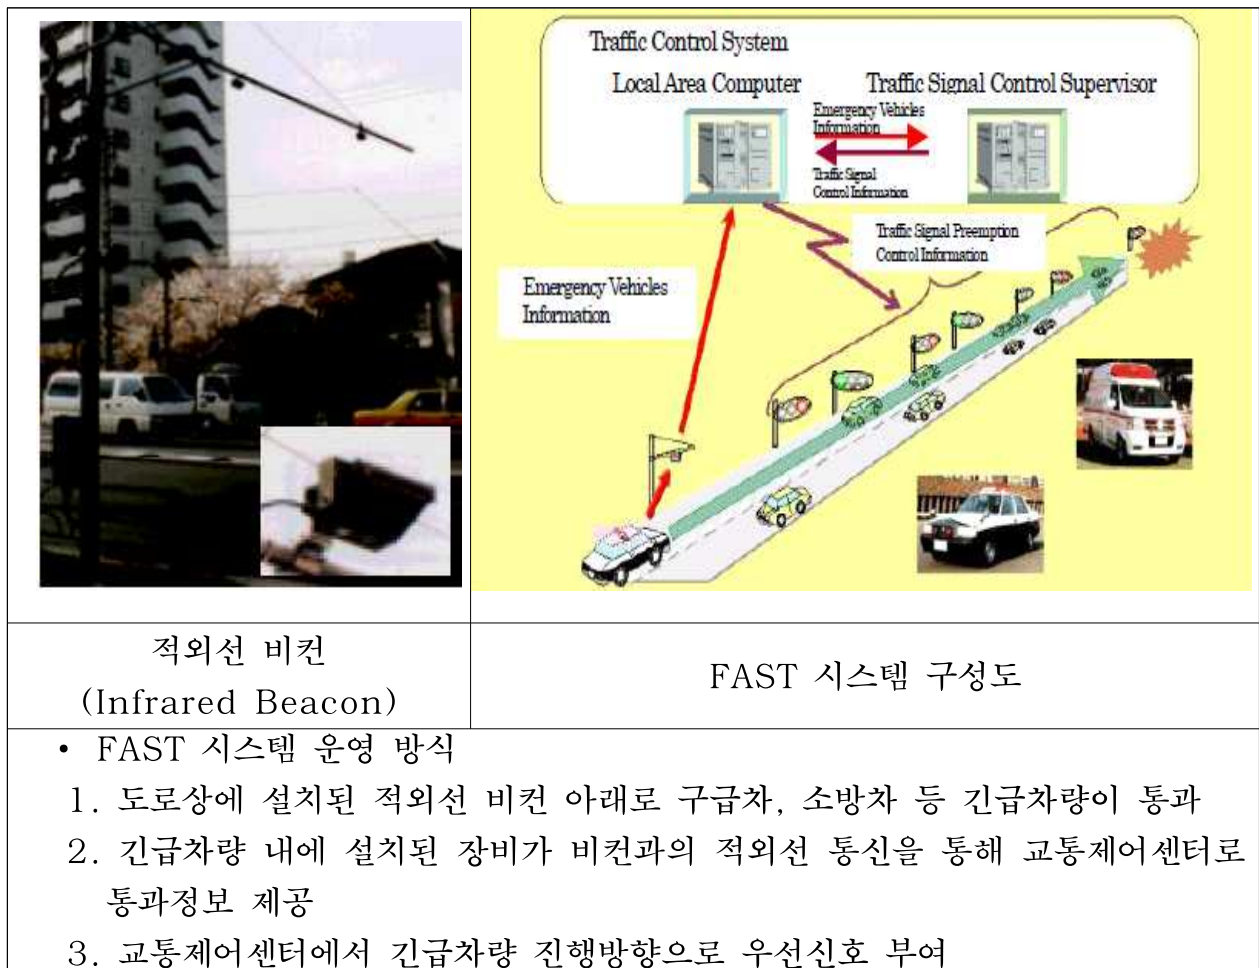 Traffic Control System
Local Area Computer
Traffic Signal Control Supervisor
Emergency Vehicles
Information
Traffic Signal
Control Information
Traffic Signal Preemption
Control Information
Emergency Vehicles
Information
적외선 비컨
(Infrared Beacon)
FAST 시스템 구성도
• FAST 시스템 운영 방식
1. 도로상에 설치된 적외선 비컨 아래로 구급차, 소방차 등 긴급차량이 통과
2. 긴급차량 내에 설치된 장비가 비컨과의 적외선 통신을 통해 교통제어센터로
통과정보 제공
3. 교통제어센터에서 긴급차량 진행방향으로 우선신호 부여